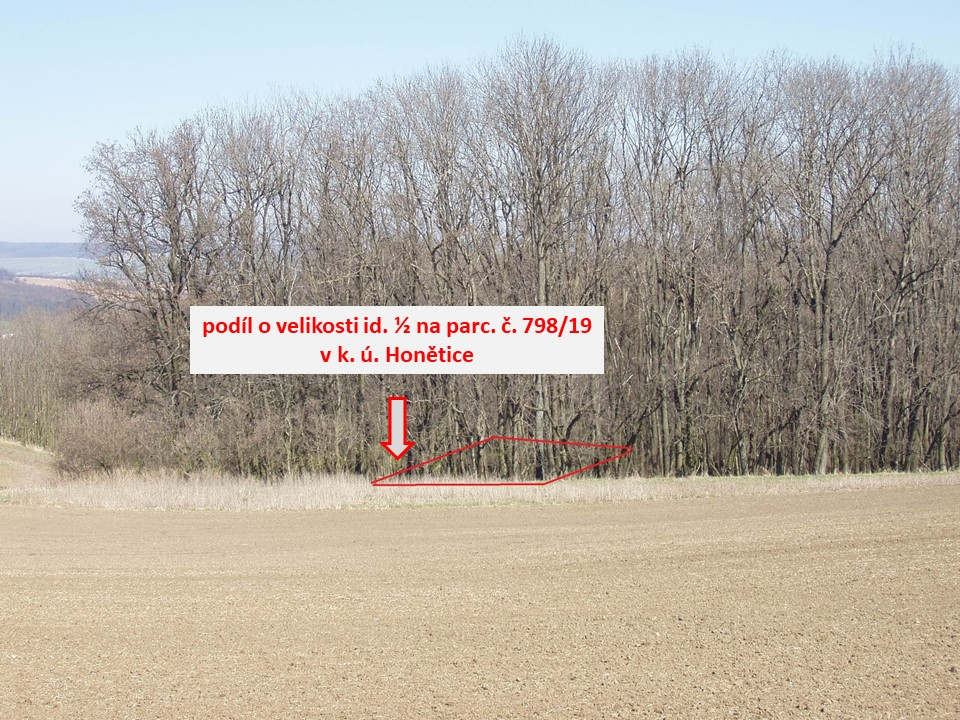 podíl o velikosti id. ½ na parc. č. 798/19
v k. ú. Honětice